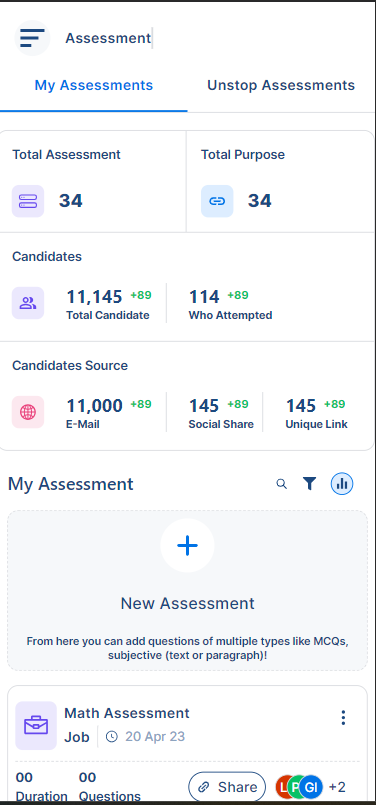 Assessment
My Assessments Unstop Assessments
Total Assessment Total Purpose
34 34
Candidates
11,145 +89 114 +89
Total Candidate Who Attempted
Candidates Source
11,000 +89 145 +89 145 +89
E-Mail Social Share Unique Link
My Assessment
New Assessment
From here you can add questions of multiple types like MCQs,
subjective (text or paragraph)!
Math Assessment
Job 20 Apr 23
00 00
Duration Questions Share L P GI +2